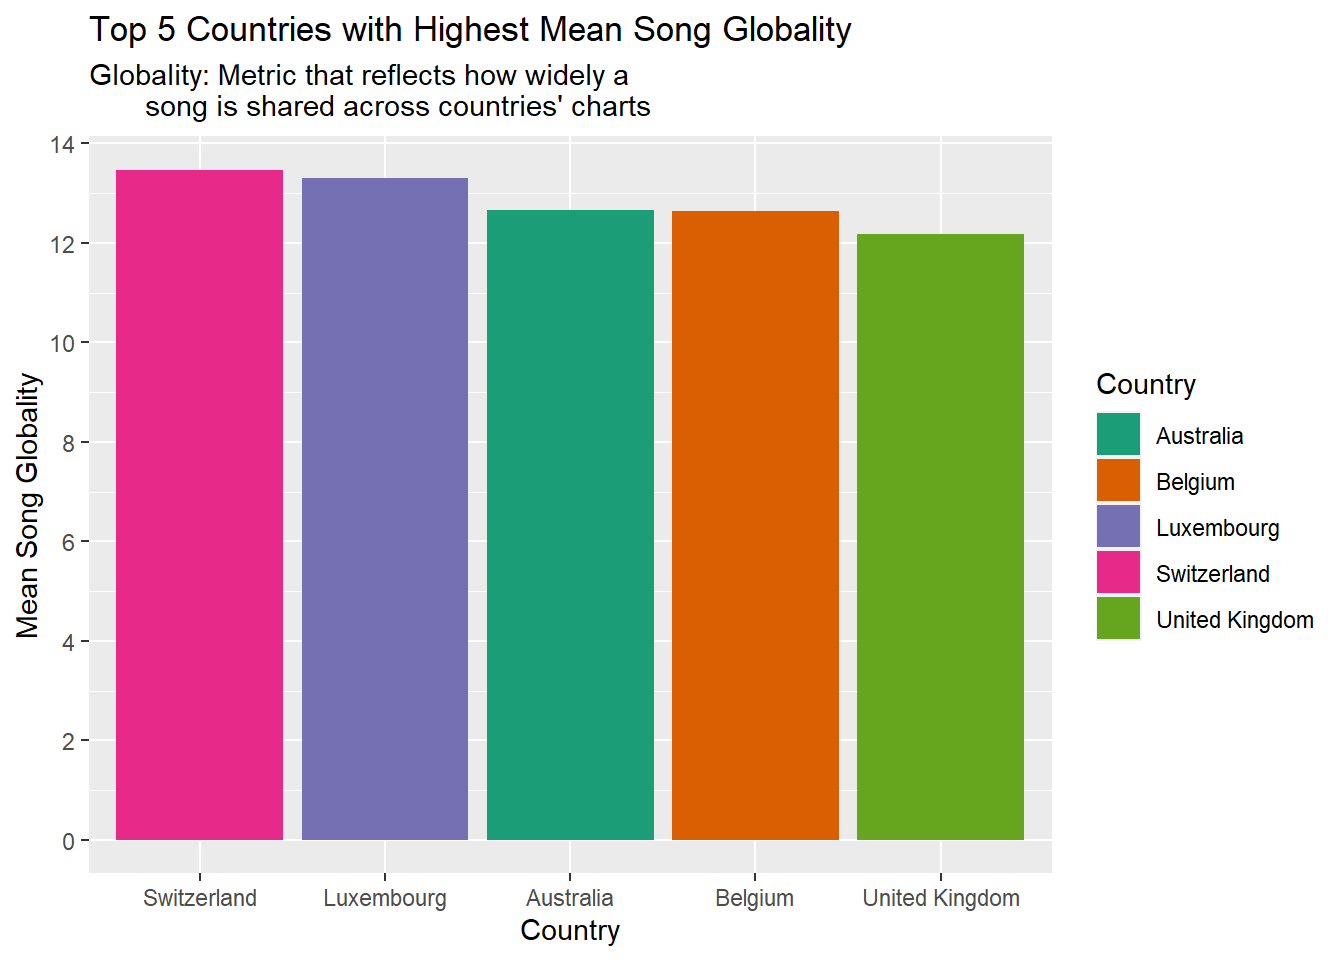 Top 5 Countries with Highest Mean Song Globality
Globality: Metric that reflects how widely a
song is shared across countries' charts
Mean Song Globality
14
12
10
8
6
4
2
0
Switzerland
Luxembourg
Australia
Belgium
United Kingdom
Country
Country
Australia
Belgium
Luxembourg
Switzerland
United Kingdom